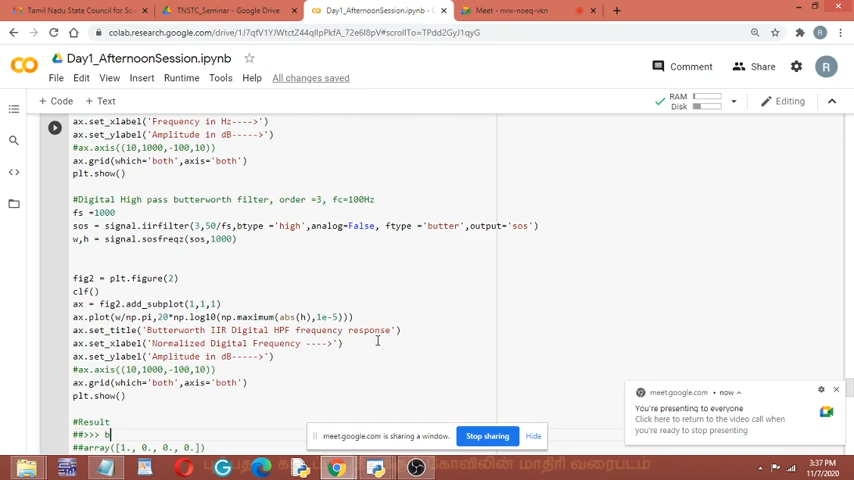 Tamil Nadu State Council for Scie
TNSTC_Seminar - Google Drive
Day1_AfternoonSession.ipynb - C
Meet - nvw-noeq-vkn
colab.research.google.com/drive/1J7qfV1YJWtctZ44qllpPkfA_72e6I8pV#scrollTo=TPdd2GyJ1qyG
Day1_AfternoonSession.ipynb
Comment
Share
R
File Edit View Insert Runtime Tools Help All changes saved
+ Code + Text
RAM
Disk
Editing
ax.set_xlabel('Frequency in Hz---->')
ax.set_ylabel('Amplitude in dB----->')
#ax.axis((10,1000,-100,10))
ax.grid(which='both',axis='both')
plt.show()
#Digital High pass butterworth filter, order =3, fc=100Hz
fs =1000
sos = signal.iirfilter(3,50/fs,btype ='high',analog=False, ftype ='butter',output='sos')
w,h = signal.sosfreqz(sos,1000)
fig2 = plt.figure(2)
clf()
ax = fig2.add_subplot(1,1,1)
ax.plot(w/np.pi,20*np.log10(np.maximum(abs(h),1e-5)))
ax.set_title('Butterworth IIR Digital HPF frequency response')
ax.set_xlabel('Normalized Digital Frequency ---->')
ax.set_ylabel('Amplitude in dB----->')
#ax.axis((10,1000,-100,10))
ax.grid(which='both',axis='both')
plt.show()
#Result
##>>> b
##array([1., 0., 0., 0.])
meet.google.com • now
You're presenting to everyone
Click here to return to the video call when
you're ready to stop presenting
meet.google.com is sharing a window.
Stop sharing
Hide
கோவிலின் மாதிரி வரைபடம்
3:37 PM
11/7/2020